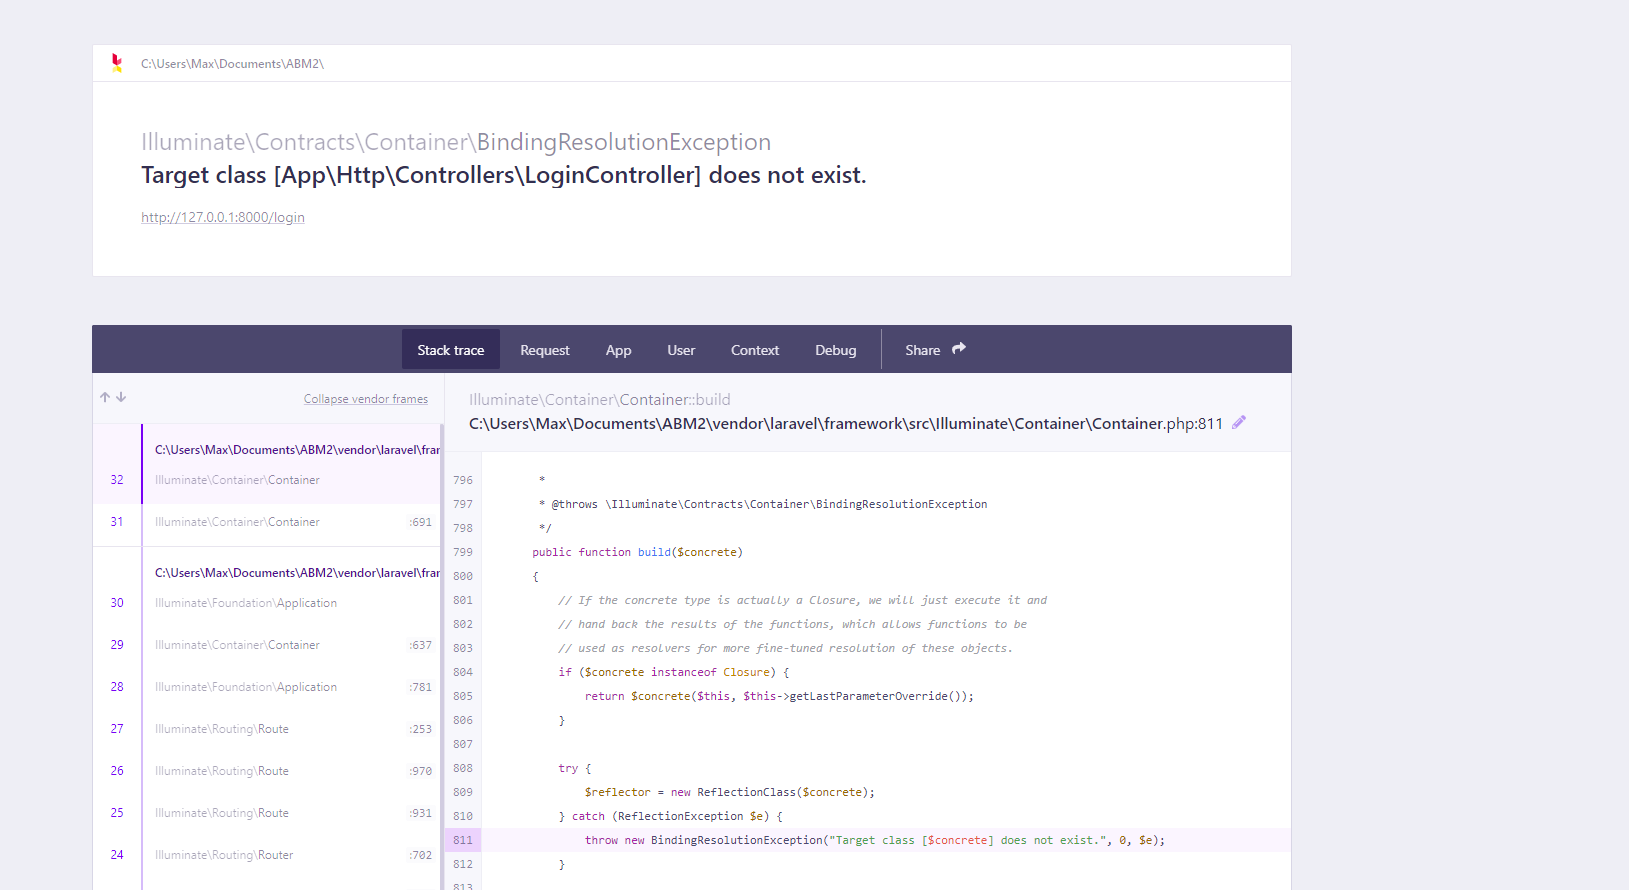 C:\Users\Max\Documents\ABM2\
Illuminate\Contracts\Container\BindingResolutionException
Target class [App\Http\Controllers\LoginController] does not exist.
http://127.0.0.1:8000/login
Stack trace Request App User Context Debug Share
Collapse vendor frames
C:\Users\Max\Documents\ABM2\vendor\laravel\frar
32 Illuminate\Container\Container
31 Illuminate\Container\Container :691
C:\Users\Max\Documents\ABM2\vendor\laravel\frar
30 Illuminate\Foundation\Application
29 Illuminate\Container\Container :637
28 Illuminate\Foundation\Application :781
27 Illuminate\Routing\Route :253
26 Illuminate\Routing\Route :970
25 Illuminate\Routing\Route :931
24 Illuminate\Routing\Router :702
Illuminate\Container\Container::build
C:\Users\Max\Documents\ABM2\vendor\laravel\framework\src\Illuminate\Container\Container.php:811
796 *
797 * @throws \Illuminate\Contracts\Container\BindingResolutionException
798 */
799 public function build($concrete)
800 {
801 // If the concrete type is actually a Closure, we will just execute it and
802 // hand back the results of the functions, which allows functions to be
803 // used as resolvers for more fine-tuned resolution of these objects.
804 if ($concrete instanceof Closure) {
805 return $concrete($this, $this->getLastParameterOverride());
806 }
807
808 try {
809 $reflector = new ReflectionClass($concrete);
810 } catch (ReflectionException $e) {
811 throw new BindingResolutionException("Target class [$concrete] does not exist.", 0, $e);
812 }
813